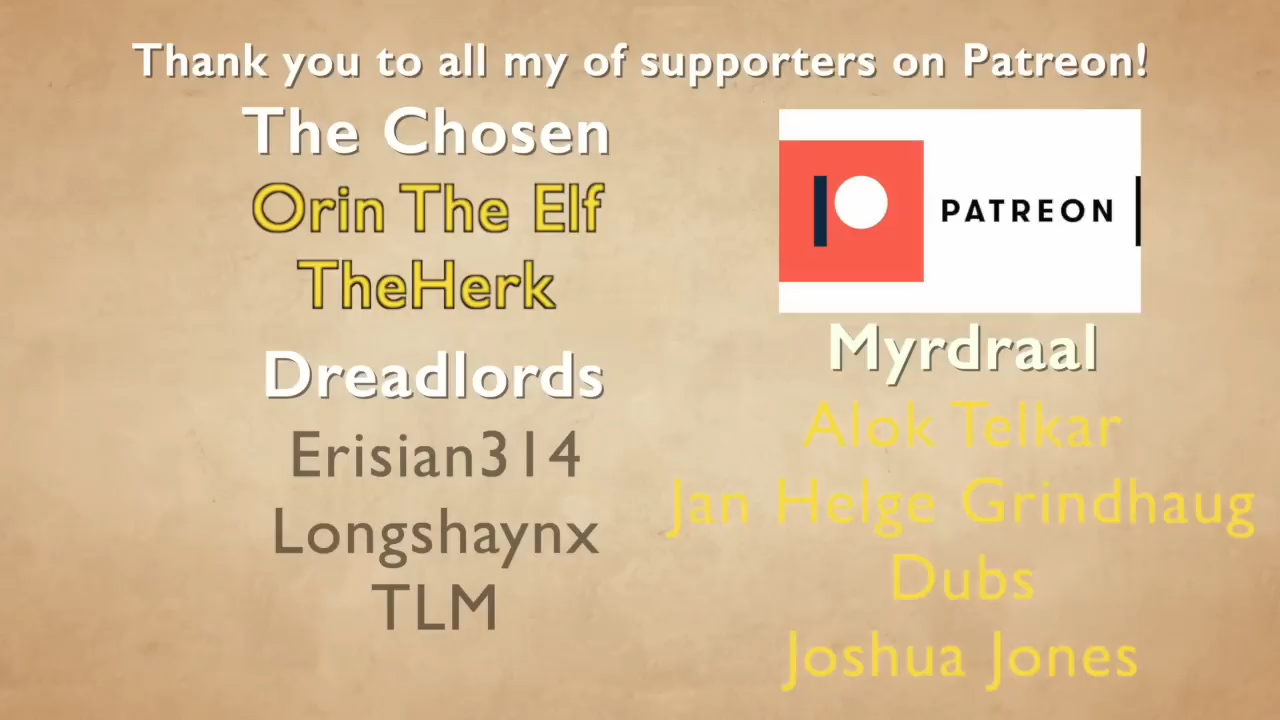 Thank you to all my of supporters on Patreon!
The Chosen
Orin The Elf
TheHerk
Dreadlords
Erisian314
Longshaynx
TLM
PATREON
Myrdraal
Alok Telkar
Jan Helge Grindhaug
Dubs
Joshua Jones